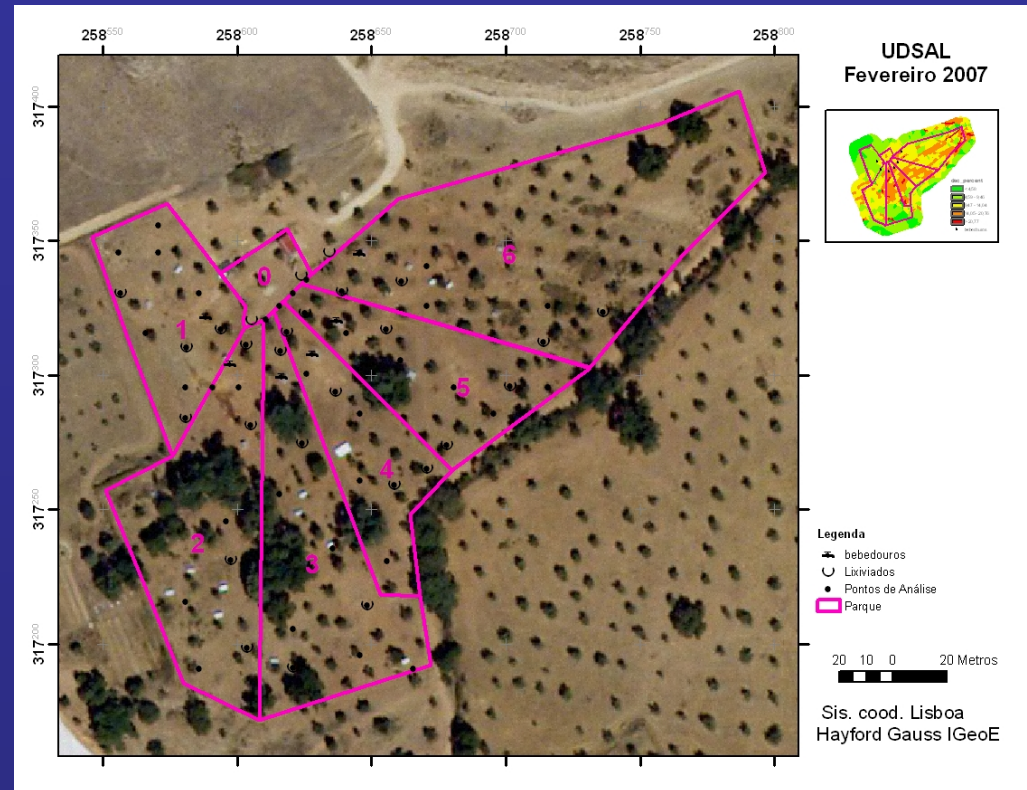 258550 258600 258650 258700 258750 258800
UDSAL
Fevereiro 2007
317400
317350
317300
317250
317200
0
1
2
3
4
5
6
Legenda
bebedouros
Lixiviados
Pontos de Análise
Parque
20 10 0 20 Metros
Sis. cood. Lisboa
Hayford Gauss IGeoE